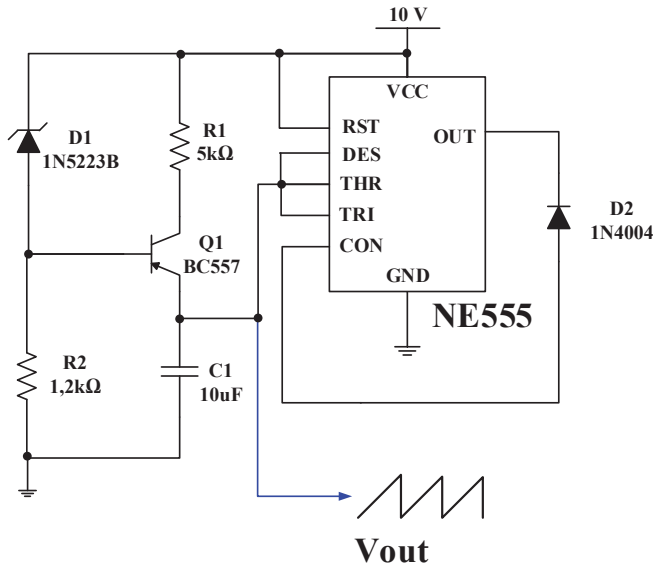 10 V
VCC
RST
DES
THR
TRI
CON
OUT
GND
NE555
D1
1N5223B
R1
5kΩ
Q1
BC557
D2
1N4004
R2
1,2kΩ
C1
10uF
Vout